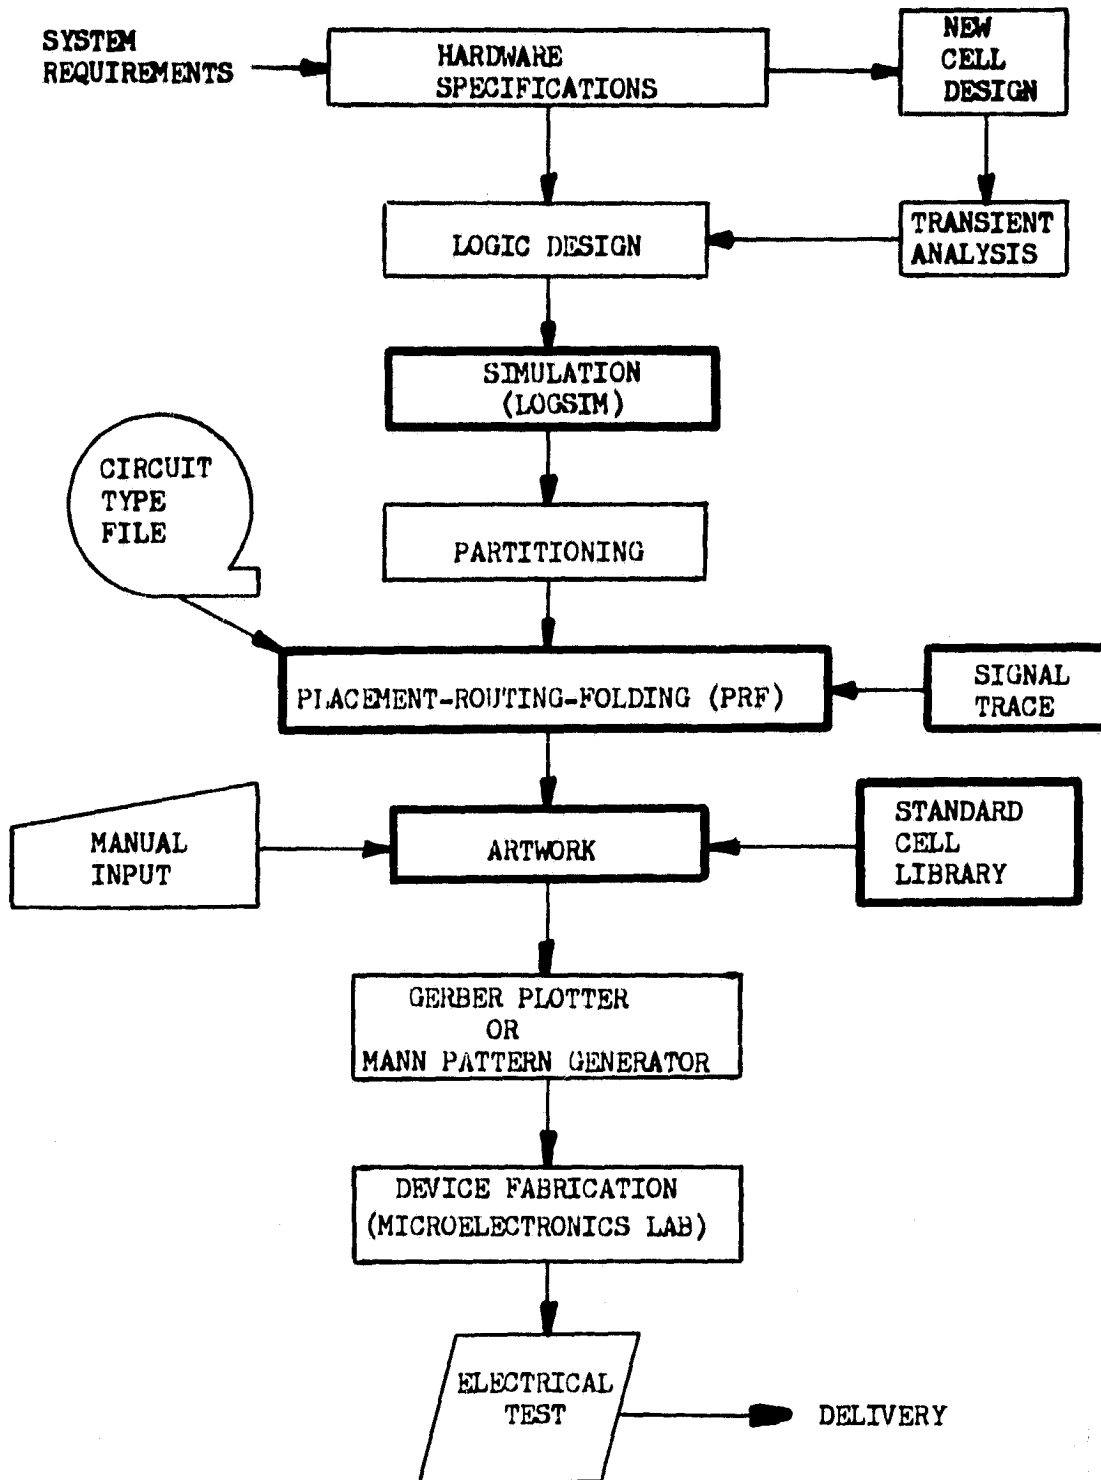 SYSTEM
REQUIREMENTS
HARDWARE
SPECIFICATIONS
NEW
CELL
DESIGN
LOGIC DESIGN
TRANSIENT
ANALYSIS
SIMULATION
(LOGSIM)
CIRCUIT
TYPE
FILE
PARTITIONING
PLACEMENT-ROUTING-FOLDING (PRF)
SIGNAL
TRACE
MANUAL
INPUT
ARTWORK
STANDARD
CELL
LIBRARY
GERBER PLOTTER
OR
MANN PATTERN GENERATOR
DEVICE FABRICATION
(MICROELECTRONICS LAB)
ELECTRICAL
TEST
DELIVERY